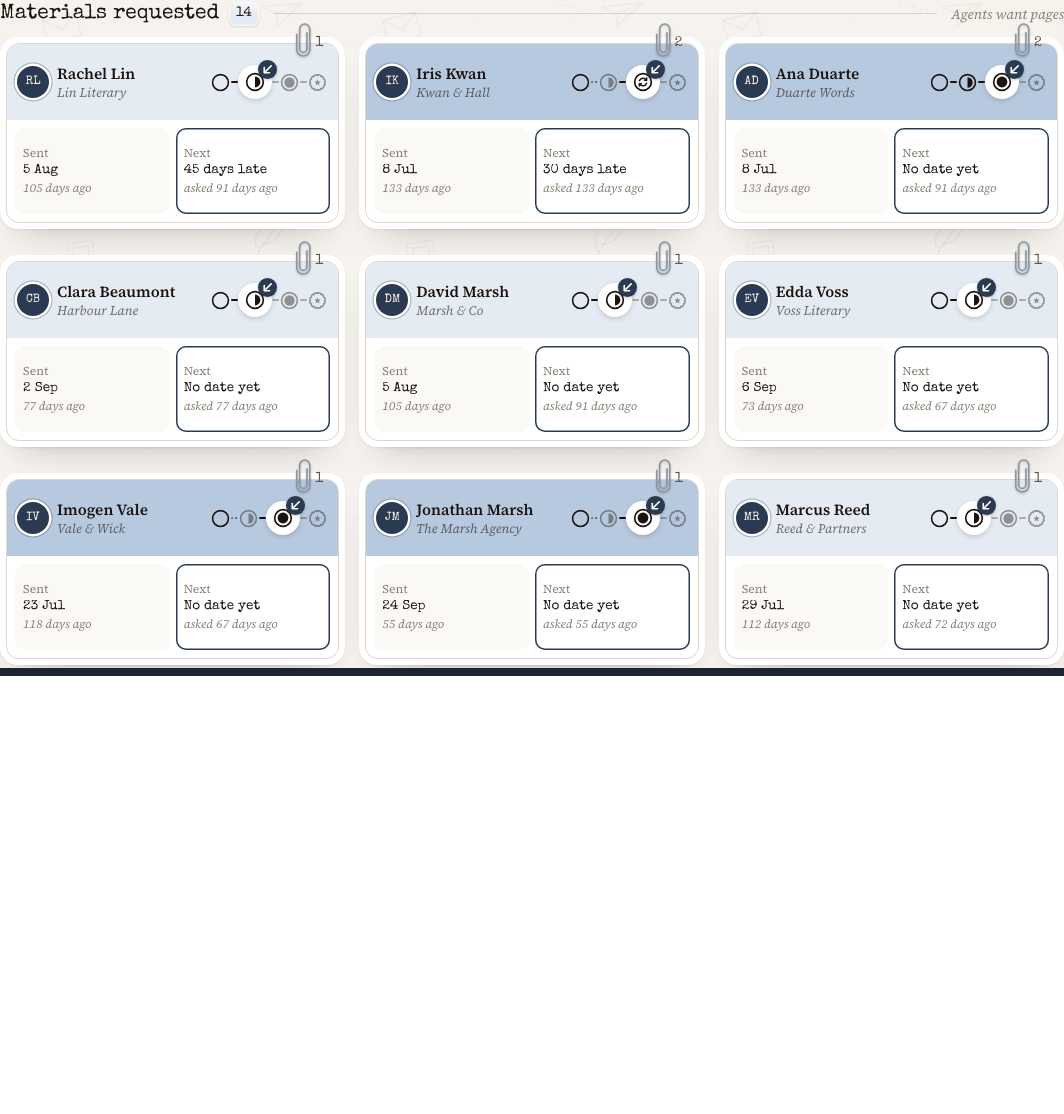 Materials requested 14 Agents want pages
1
2
2
RL Rachel Lin
Lin Literary
IK Iris Kwan
Kwan & Hall
AD Ana Duarte
Duarte Words
Sent
5 Aug
105 days ago
Next
45 days late
asked 91 days ago
Sent
8 Jul
133 days ago
Next
30 days late
asked 133 days ago
Sent
8 Jul
133 days ago
Next
No date yet
asked 91 days ago
1
1
1
CB Clara Beaumont
Harbour Lane
DM David Marsh
Marsh & Co
EV Edda Voss
Voss Literary
Sent
2 Sep
77 days ago
Next
No date yet
asked 77 days ago
Sent
5 Aug
105 days ago
Next
No date yet
asked 91 days ago
Sent
6 Sep
73 days ago
Next
No date yet
asked 67 days ago
1
1
1
IV Imogen Vale
Vale & Wick
JM Jonathan Marsh
The Marsh Agency
MR Marcus Reed
Reed & Partners
Sent
23 Jul
118 days ago
Next
No date yet
asked 67 days ago
Sent
24 Sep
55 days ago
Next
No date yet
asked 55 days ago
Sent
29 Jul
112 days ago
Next
No date yet
asked 72 days ago